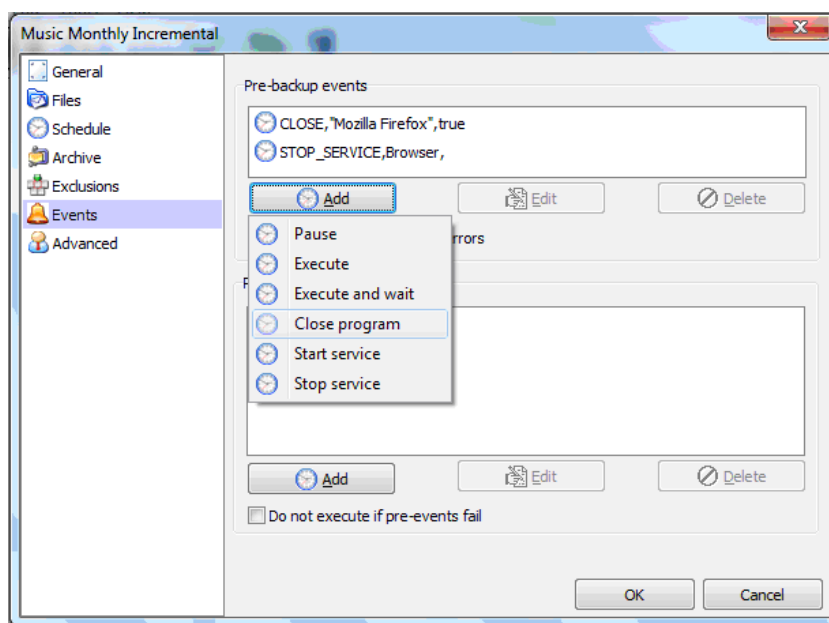 Music Monthly Incremental
General
Files
Schedule
Archive
Exclusions
Events
Advanced
Pre-backup events
CLOSE,"Mozilla Firefox",true
STOP_SERVICE,Browser,
Add
Edit
Delete
Pause
Execute
Execute and wait
Close program
Start service
Stop service
Add
Edit
Delete
Do not execute if pre-events fail
OK
Cancel